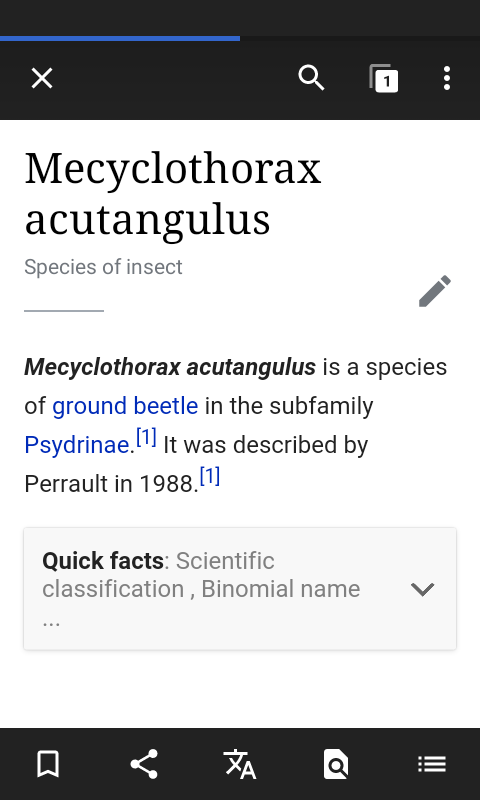 1
Mecyclothorax
acutangulus
Species of insect
Mecyclothorax acutangulus is a species
of ground beetle in the subfamily
Psydrinae.[1] It was described by
Perrault in 1988.[1]
Quick facts: Scientific
classification , Binomial name
...